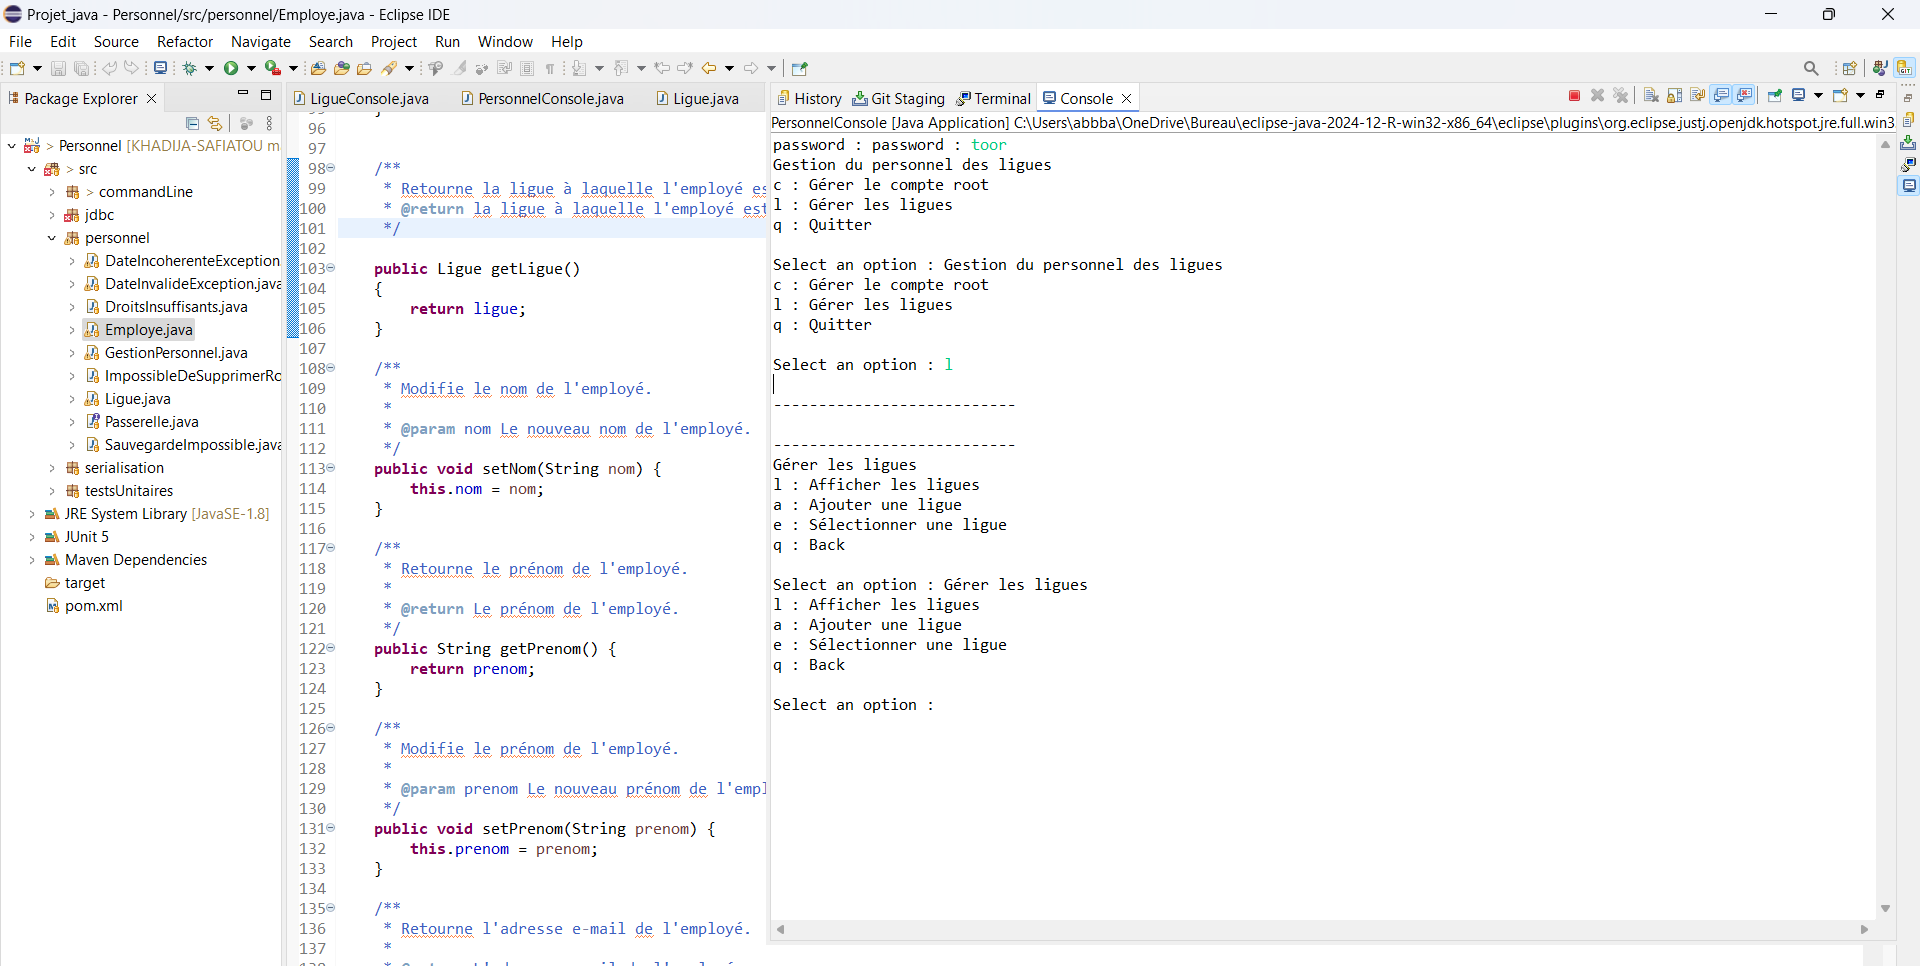 Projet_java - Personnel/src/personnel/Employe.java - Eclipse IDE
File Edit Source Refactor Navigate Search Project Run Window Help
Package Explorer
> Personnel [KHADIJA-SAFIATOU m
> src
> commandLine
jdbc
personnel
DateIncoherenteException
DateInvalideException.java
DroitsInsuffisants.java
Employe.java
GestionPersonnel.java
ImpossibleDeSupprimerRo
Ligue.java
Passerelle.java
SauvegardeImpossible.java
serialisation
testsUnitaires
JRE System Library [JavaSE-1.8]
JUnit 5
Maven Dependencies
target
pom.xml
LigueConsole.java PersonnelConsole.java Ligue.java
96
97
98 /**
99 * Retourne la ligue à laquelle l'employé es
100 * @return la ligue à laquelle l'employé est
101 */
102
103 public Ligue getLigue()
104 {
105 return ligue;
106 }
107
108 /**
109 * Modifie le nom de l'employé.
110 *
111 * @param nom Le nouveau nom de l'employé.
112 */
113 public void setNom(String nom) {
114 this.nom = nom;
115 }
116
117 /**
118 * Retourne le prénom de l'employé.
119 *
120 * @return Le prénom de l'employé.
121 */
122 public String getPrenom() {
123 return prenom;
124 }
125
126 /**
127 * Modifie le prénom de l'employé.
128 *
129 * @param prenom Le nouveau prénom de l'empl
130 */
131 public void setPrenom(String prenom) {
132 this.prenom = prenom;
133 }
134
135 /**
136 * Retourne l'adresse e-mail de l'employé.
137 *
History Git Staging Terminal Console
PersonnelConsole [Java Application] C:\Users\abbba\OneDrive\Bureau\eclipse-java-2024-12-R-win32-x86_64\eclipse\plugins\org.eclipse.justj.openjdk.hotspot.jre.full.win3
password : password : toor
Gestion du personnel des ligues
c : Gérer le compte root
l : Gérer les ligues
q : Quitter
Select an option : Gestion du personnel des ligues
c : Gérer le compte root
l : Gérer les ligues
q : Quitter
Select an option : l
---------------------------
---------------------------
Gérer les ligues
l : Afficher les ligues
a : Ajouter une ligue
e : Sélectionner une ligue
q : Back
Select an option : Gérer les ligues
l : Afficher les ligues
a : Ajouter une ligue
e : Sélectionner une ligue
q : Back
Select an option :